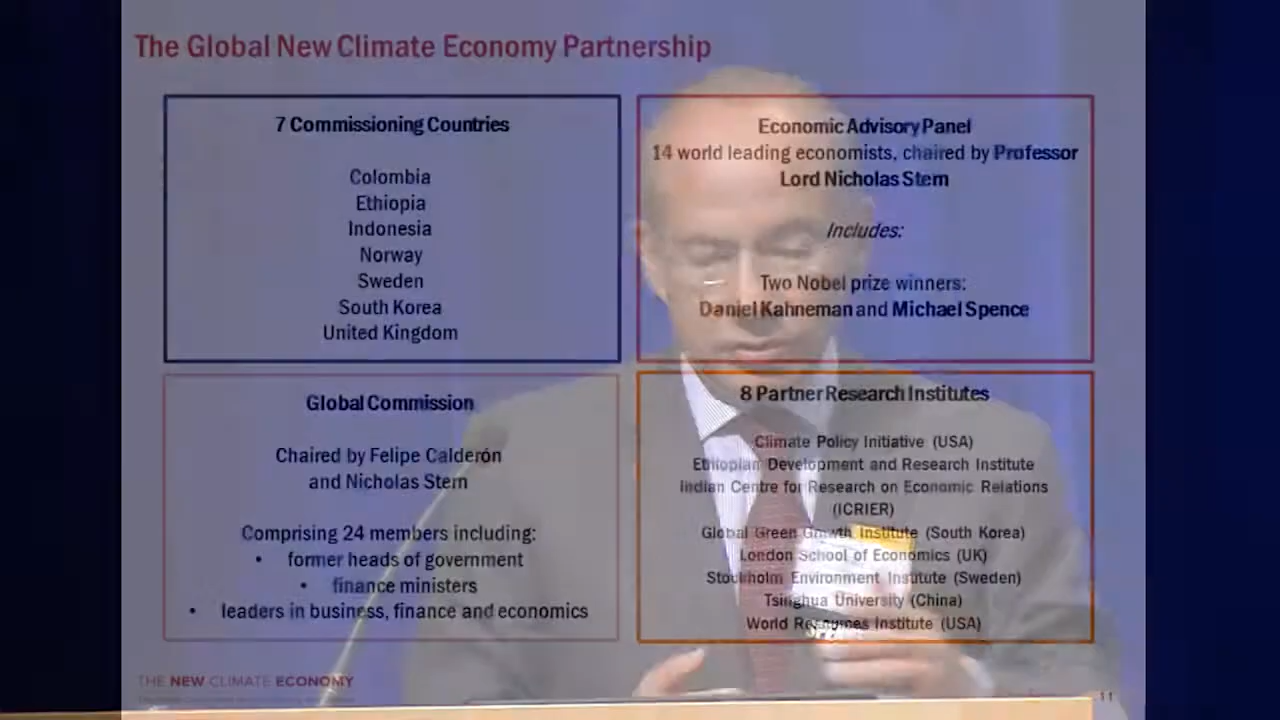 The Global New Climate Economy Partnership
7 Commissioning Countries
Colombia
Ethiopia
Indonesia
Norway
Sweden
South Korea
United Kingdom
Economic Advisory Panel
14 world leading economists, chaired by Professor
Lord Nicholas Stern
Includes:
Two Nobel prize winners:
Daniel Kahneman and Michael Spence
Global Commission
Chaired by Felipe Calderón
and Nicholas Stern
Comprising 24 members including:
• former heads of government
• finance ministers
• leaders in business, finance and economics
8 Partner Research Institutes
Climate Policy Initiative (USA)
Ethiopian Development and Research Institute
Indian Centre for Research on Economic Relations
(ICRIER)
Global Green Growth Institute (South Korea)
London School of Economics (UK)
Stockholm Environment Institute (Sweden)
Tsinghua University (China)
World Resources Institute (USA)
THE NEW CLIMATE ECONOMY
11